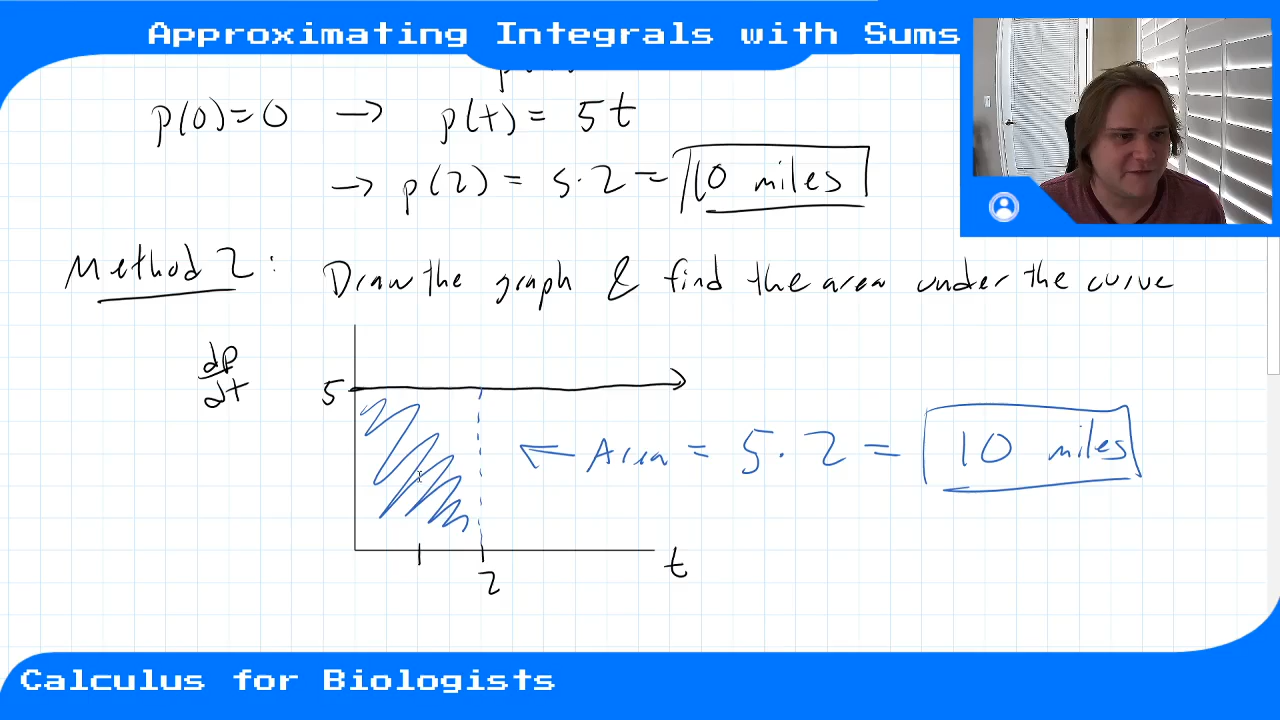 Approximating Integrals with Sums
p(0)=0 → p(t) = 5t
→ p(2) = 5·2 = 10 miles
Method 2: Draw the graph & find the area under the curve
dp/dt
5
← Area = 5·2 = 10 miles
2
t
Calculus for Biologists